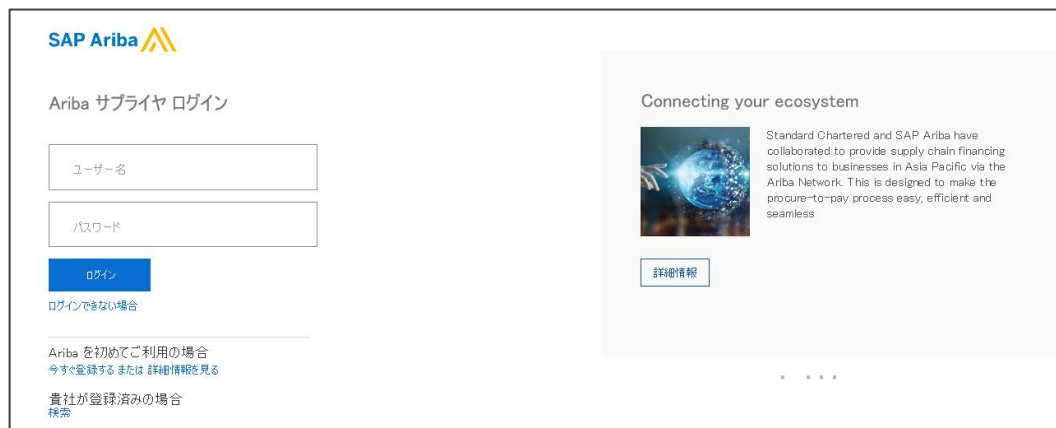 SAP Ariba
Ariba サプライヤ ログイン
ユーザー名
パスワード
ログイン
ログインできない場合
Ariba を初めてご利用の場合
今すぐ登録する または 詳細情報を見る
貴社が登録済みの場合
検索
Connecting your ecosystem
Standard Chartered and SAP Ariba have
collaborated to provide supply chain financing
solutions to businesses in Asia Pacific via the
Ariba Network. This is designed to make the
procure-to-pay process easy, efficient and
seamless
詳細情報